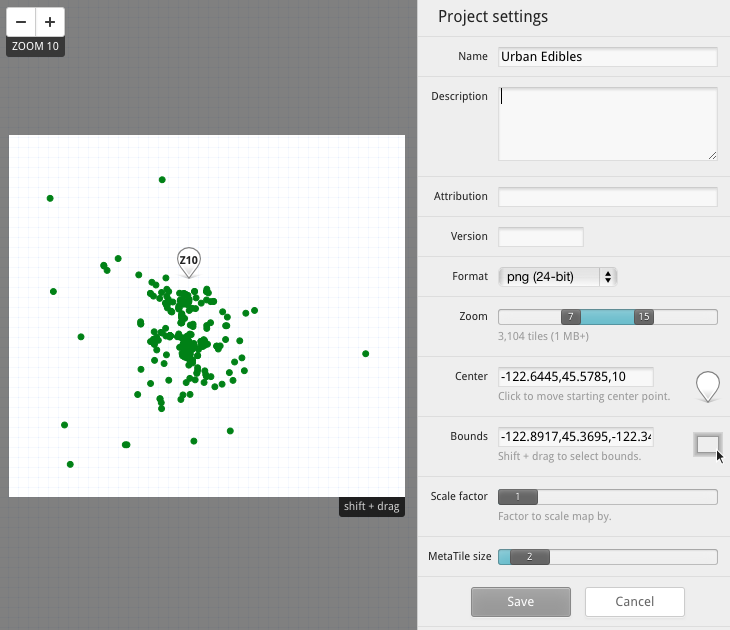 − +
ZOOM 10
Z10
shift + drag
Project settings
Name Urban Edibles
Description
Attribution
Version
Format png (24-bit)
Zoom 7 15
3,104 tiles (1 MB+)
Center -122.6445,45.5785,10
Click to move starting center point.
Bounds -122.8917,45.3695,-122.34
Shift + drag to select bounds.
Scale factor 1
Factor to scale map by.
MetaTile size 2
Save Cancel